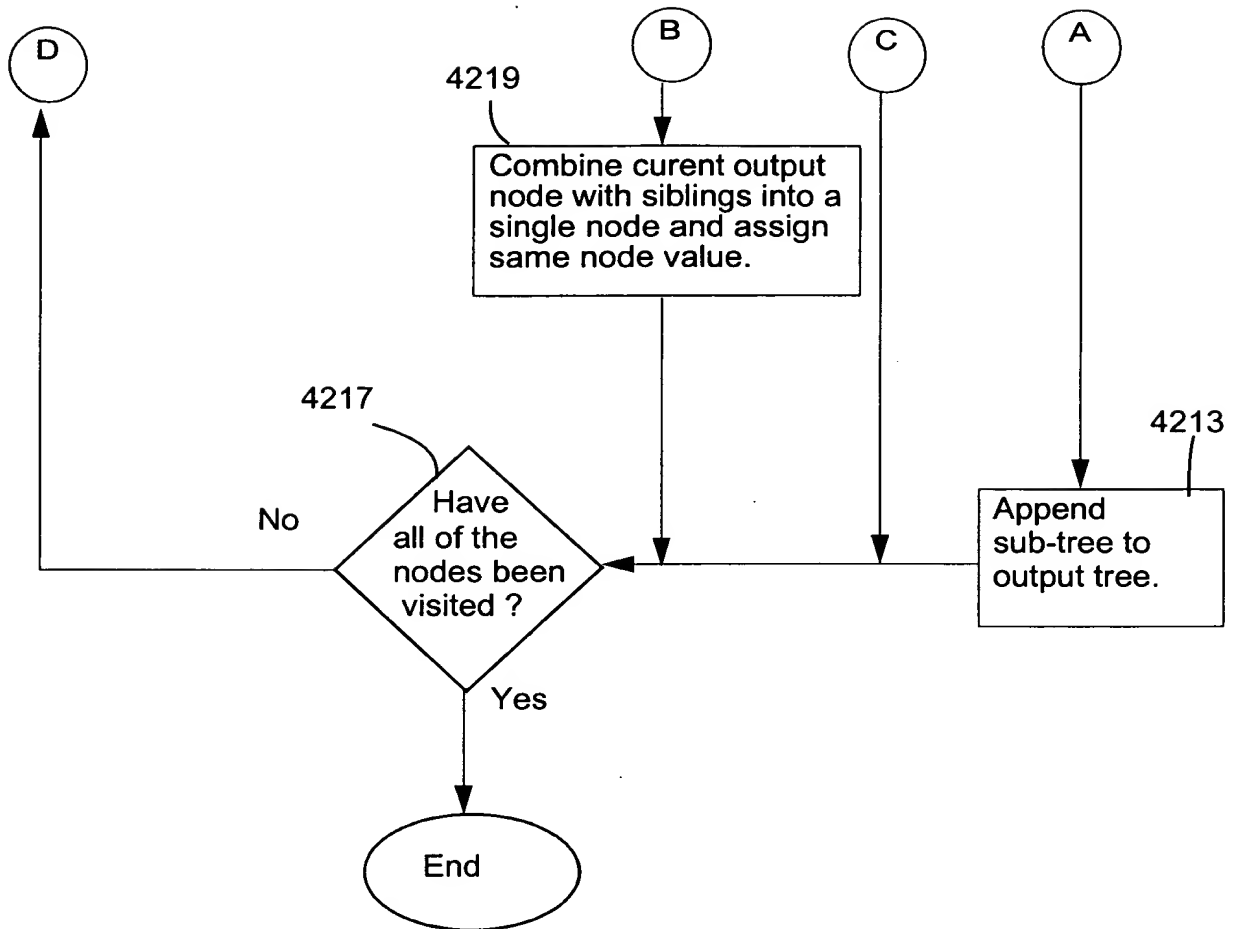 D
B
C
A
4219
Combine curent output
node with siblings into a
single node and assign
same node value.
4217
4213
Have
all of the
nodes been
visited ?
No
Append
sub-tree to
output tree.
Yes
End